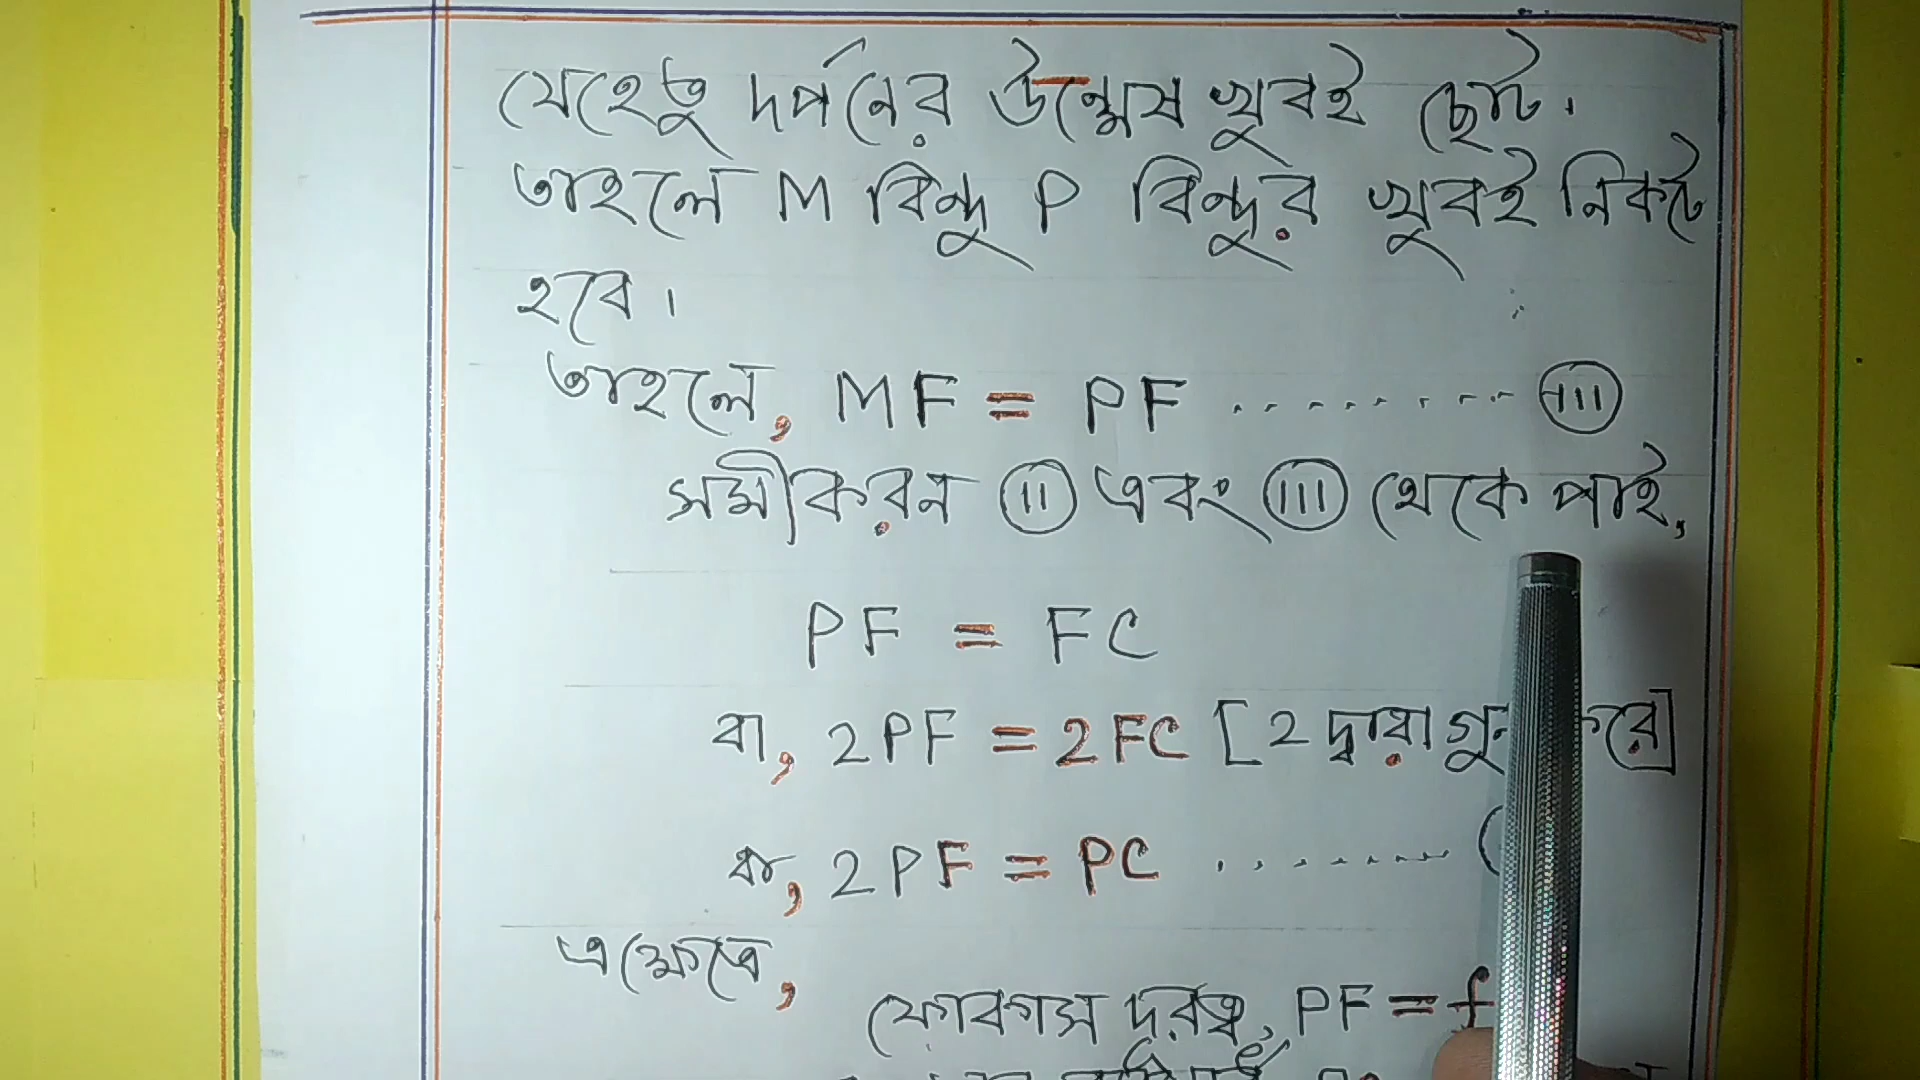 যেহেতু দর্পনের উন্মেষ খুবই ছোট।
তাহলে M বিন্দু P বিন্দুর খুবই নিকটে
হবে।
তাহলে, MF = PF ......... (iii)
সমীকরন (ii) এবং (iii) থেকে পাই,
PF = FC
বা, 2PF = 2FC [2 দ্বারা গুন করে]
বা, 2PF = PC .........
এক্ষেত্রে,
ফোকাস দূরত্ব, PF = f